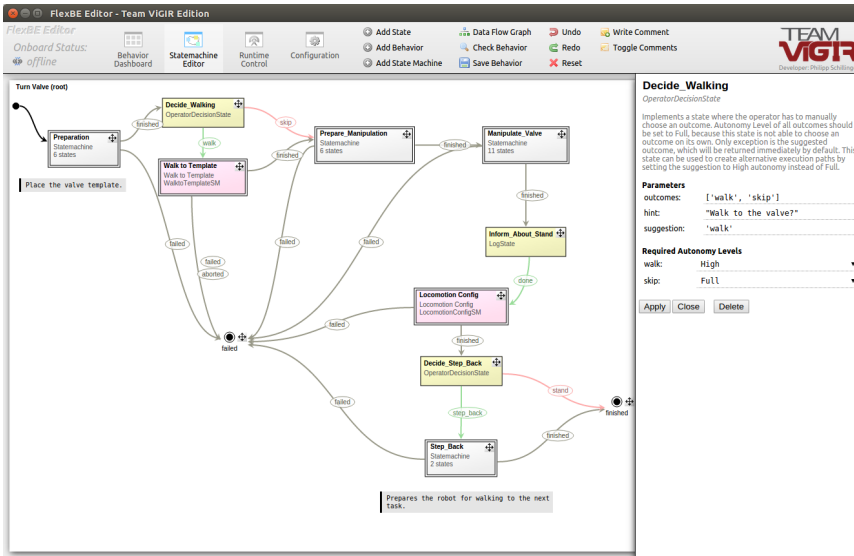 FlexBE Editor - Team ViGIR Edition
FlexBE Editor
Onboard Status:
offline
Behavior
Dashboard
Statemachine
Editor
Runtime
Control
Configuration
Add State
Add Behavior
Add State Machine
Data Flow Graph
Check Behavior
Save Behavior
Undo
Redo
Reset
Write Comment
Toggle Comments
TEAM
ViGIR
Developer: Philipp Schilling
Turn Valve (root)
Preparation
Statemachine
6 states
Place the valve template.
finished
Decide_Walking
OperatorDecisionState
walk
skip
Walk to Template
Walk to Template
WalktoTemplateSM
finished
Prepare_Manipulation
Statemachine
6 states
finished
Manipulate_Valve
Statemachine
11 states
finished
failed
failed
aborted
failed
failed
Inform_About_Stand
LogState
done
Locomotion Config
Locomotion Config
LocomotionConfigSM
failed
failed
finished
Decide_Step_Back
OperatorDecisionState
stand
finished
step_back
failed
Step_Back
Statemachine
2 states
finished
Prepares the robot for walking to the next
task.
Decide_Walking
OperatorDecisionState
Implements a state where the operator has to manually
choose an outcome. Autonomy Level of all outcomes should
be set to Full, because this state is not able to choose an
outcome on its own. Only exception is the suggested
outcome, which will be returned immediately by default. This
state can be used to create alternative execution paths by
setting the suggestion to High autonomy instead of Full.
Parameters
outcomes: ['walk', 'skip']
hint: "Walk to the valve?"
suggestion: 'walk'
Required Autonomy Levels
walk: High
skip: Full
Apply Close Delete